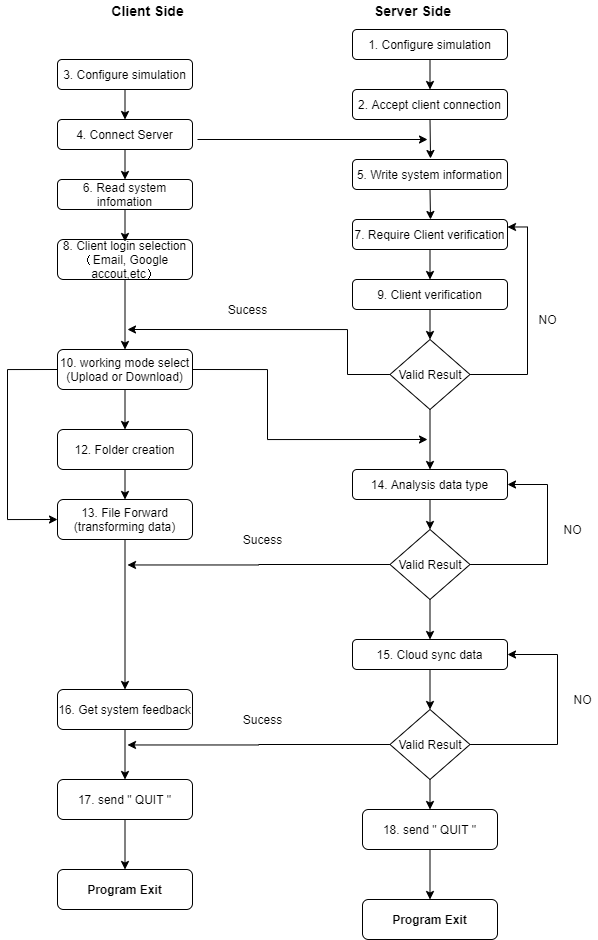 Client Side
Server Side
1. Configure simulation
3. Configure simulation
2. Accept client connection
4. Connect Server
5. Write system information
6. Read system
infomation
7. Require Client verification
8. Client login selection
（Email, Google
accout,etc）
9. Client verification
Sucess
NO
10. working mode select
(Upload or Download)
Valid Result
12. Folder creation
14. Analysis data type
13. File Forward
(transforming data)
NO
Sucess
Valid Result
15. Cloud sync data
16. Get system feedback
NO
Sucess
Valid Result
17. send " QUIT "
18. send " QUIT "
Program Exit
Program Exit